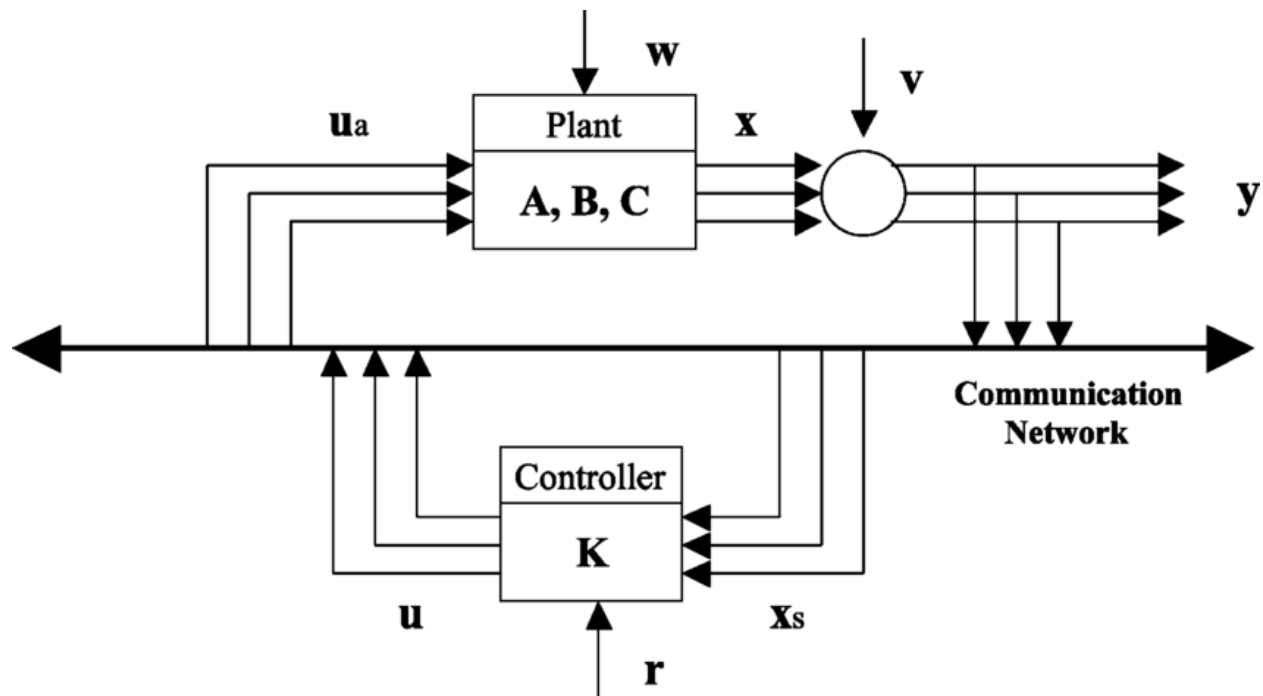 w
v
ua
Plant
x
A, B, C
y
Communication
Network
Controller
K
u
xs
r